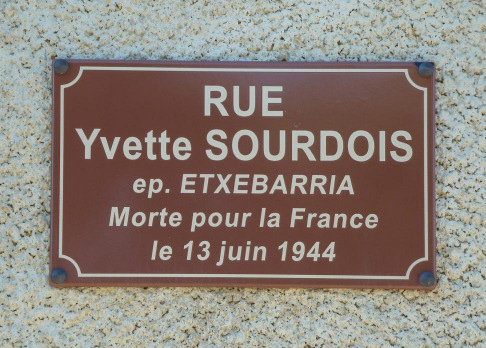 RUE
Yvette SOURDOIS
ep. ETXEBARRIA
Morte pour la France
le 13 juin 1944